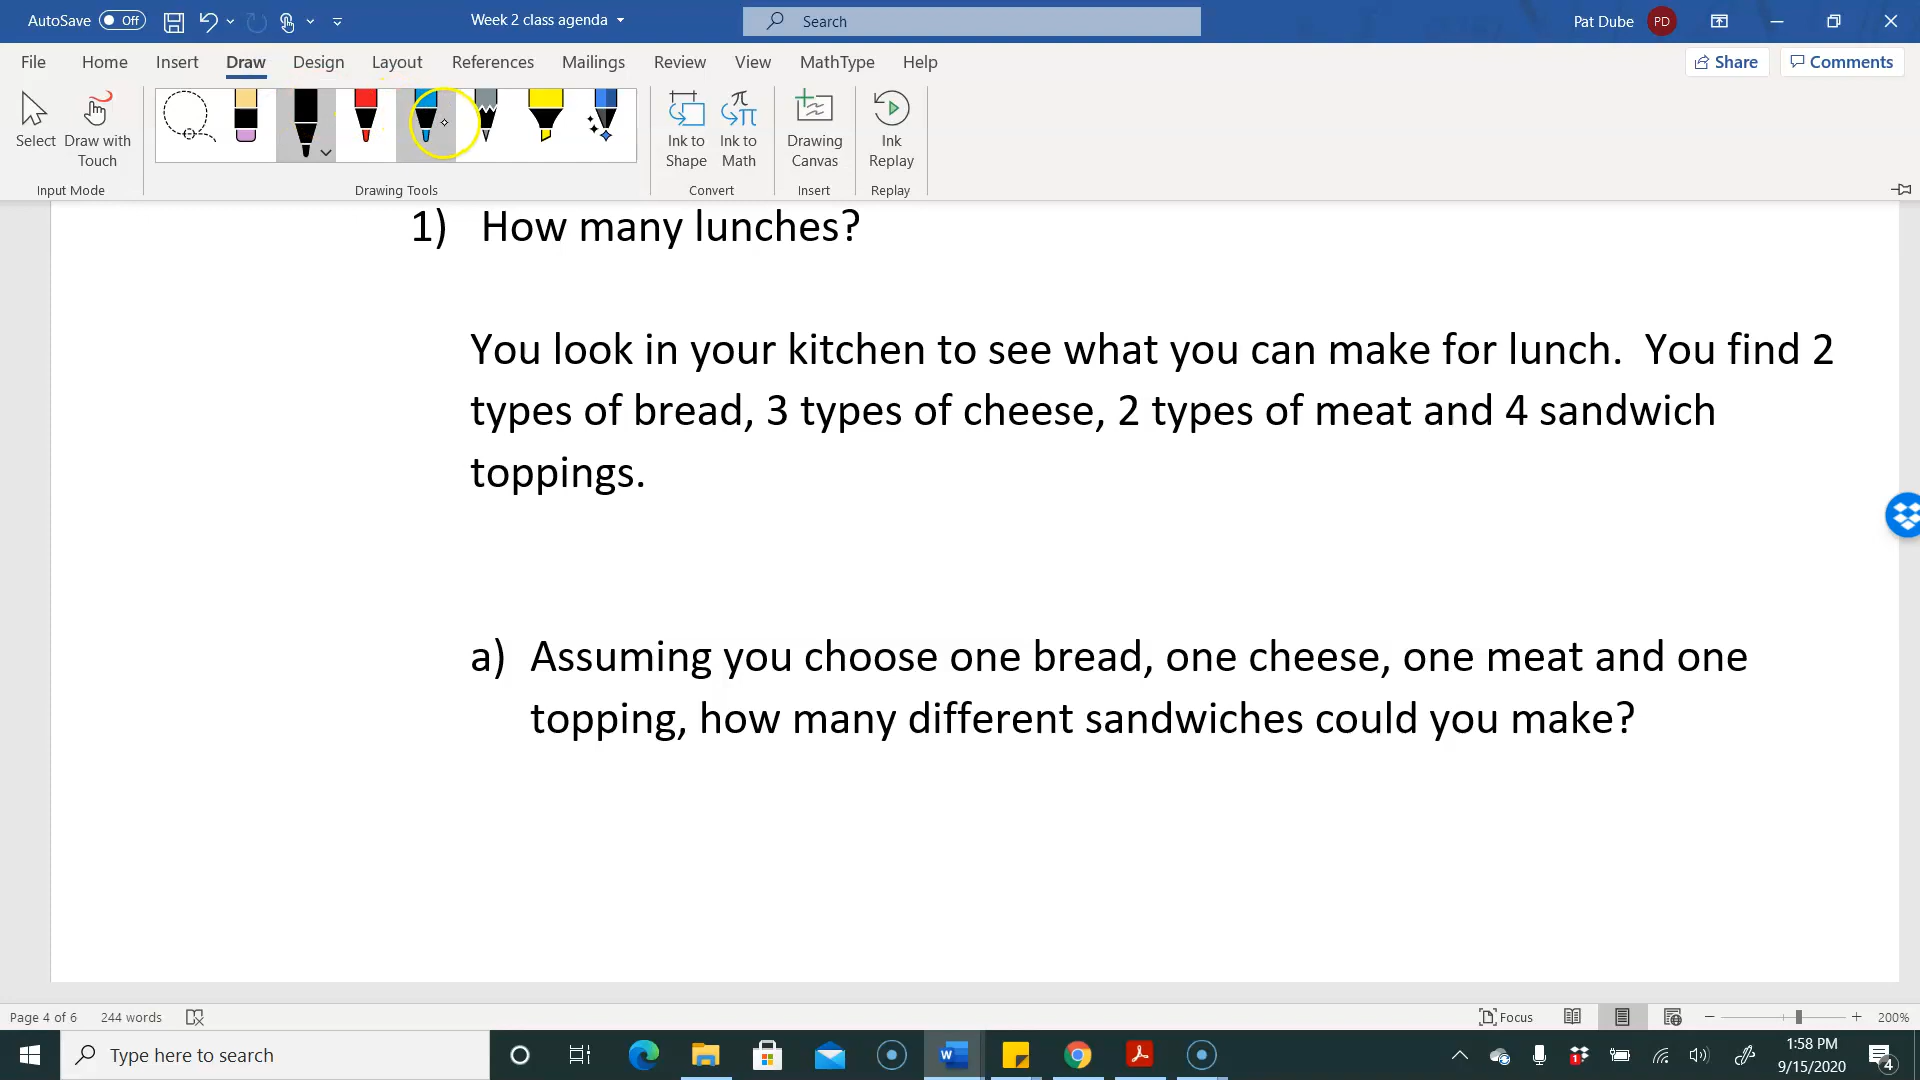 AutoSave Off Week 2 class agenda Search Pat Dube PD
File Home Insert Draw Design Layout References Mailings Review View MathType Help Share Comments
Select Draw with Touch Ink to Shape Ink to Math Drawing Canvas Ink Replay
Input Mode Drawing Tools Convert Insert Replay
1) How many lunches?
You look in your kitchen to see what you can make for lunch. You find 2
types of bread, 3 types of cheese, 2 types of meat and 4 sandwich
toppings.
a) Assuming you choose one bread, one cheese, one meat and one
topping, how many different sandwiches could you make?
Page 4 of 6 244 words Focus 200%
Type here to search 1:58 PM
9/15/2020 4